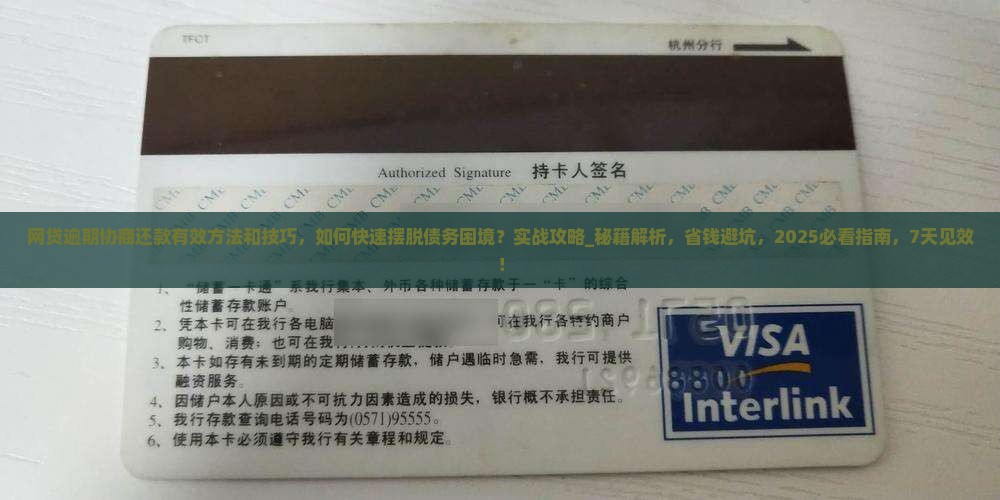 TFCT
杭州分行
Authorized Signature 持卡人签名
网贷逾期协商还款有效方法和技巧，如何快速摆脱债务困境？实战攻略_秘籍解析，省钱避坑，2025必看指南，7天见效
！
1、“储蓄一卡通”系我行集本、外币各种储蓄存款于一“卡”的综合
性储蓄存款账户
2、凭本卡可在我行各电脑 可在我行各特约商户
购物、消费；也可在我
3、本卡如存有未到期的定期储蓄存款，储户遇临时急需，我行可提供
融资服务。
4、因储户本人原因或不可抗力因素造成的损失，银行概不承担责任。
5、我行存款查询电话号码为(0571)95555。
6、使用本卡必须遵守我行有关章程和规定。
VISA
Interlink